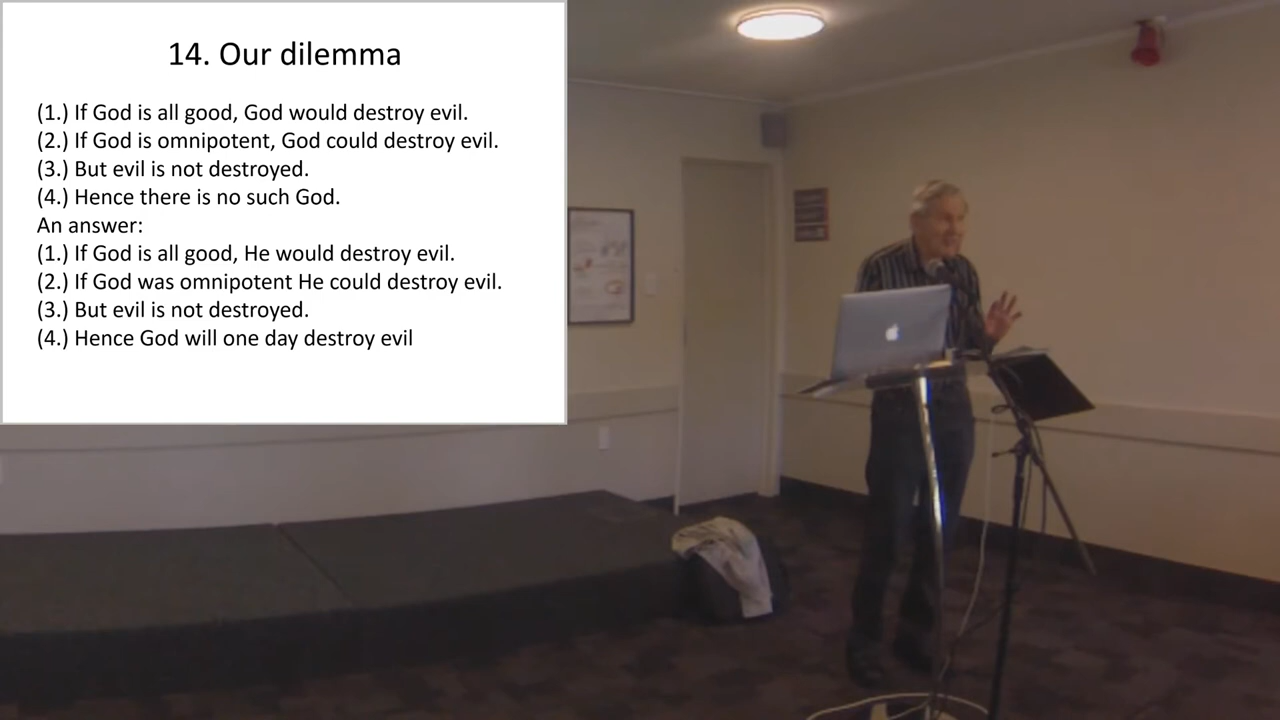 14. Our dilemma
(1.) If God is all good, God would destroy evil.
(2.) If God is omnipotent, God could destroy evil.
(3.) But evil is not destroyed.
(4.) Hence there is no such God.
An answer:
(1.) If God is all good, He would destroy evil.
(2.) If God was omnipotent He could destroy evil.
(3.) But evil is not destroyed.
(4.) Hence God will one day destroy evil